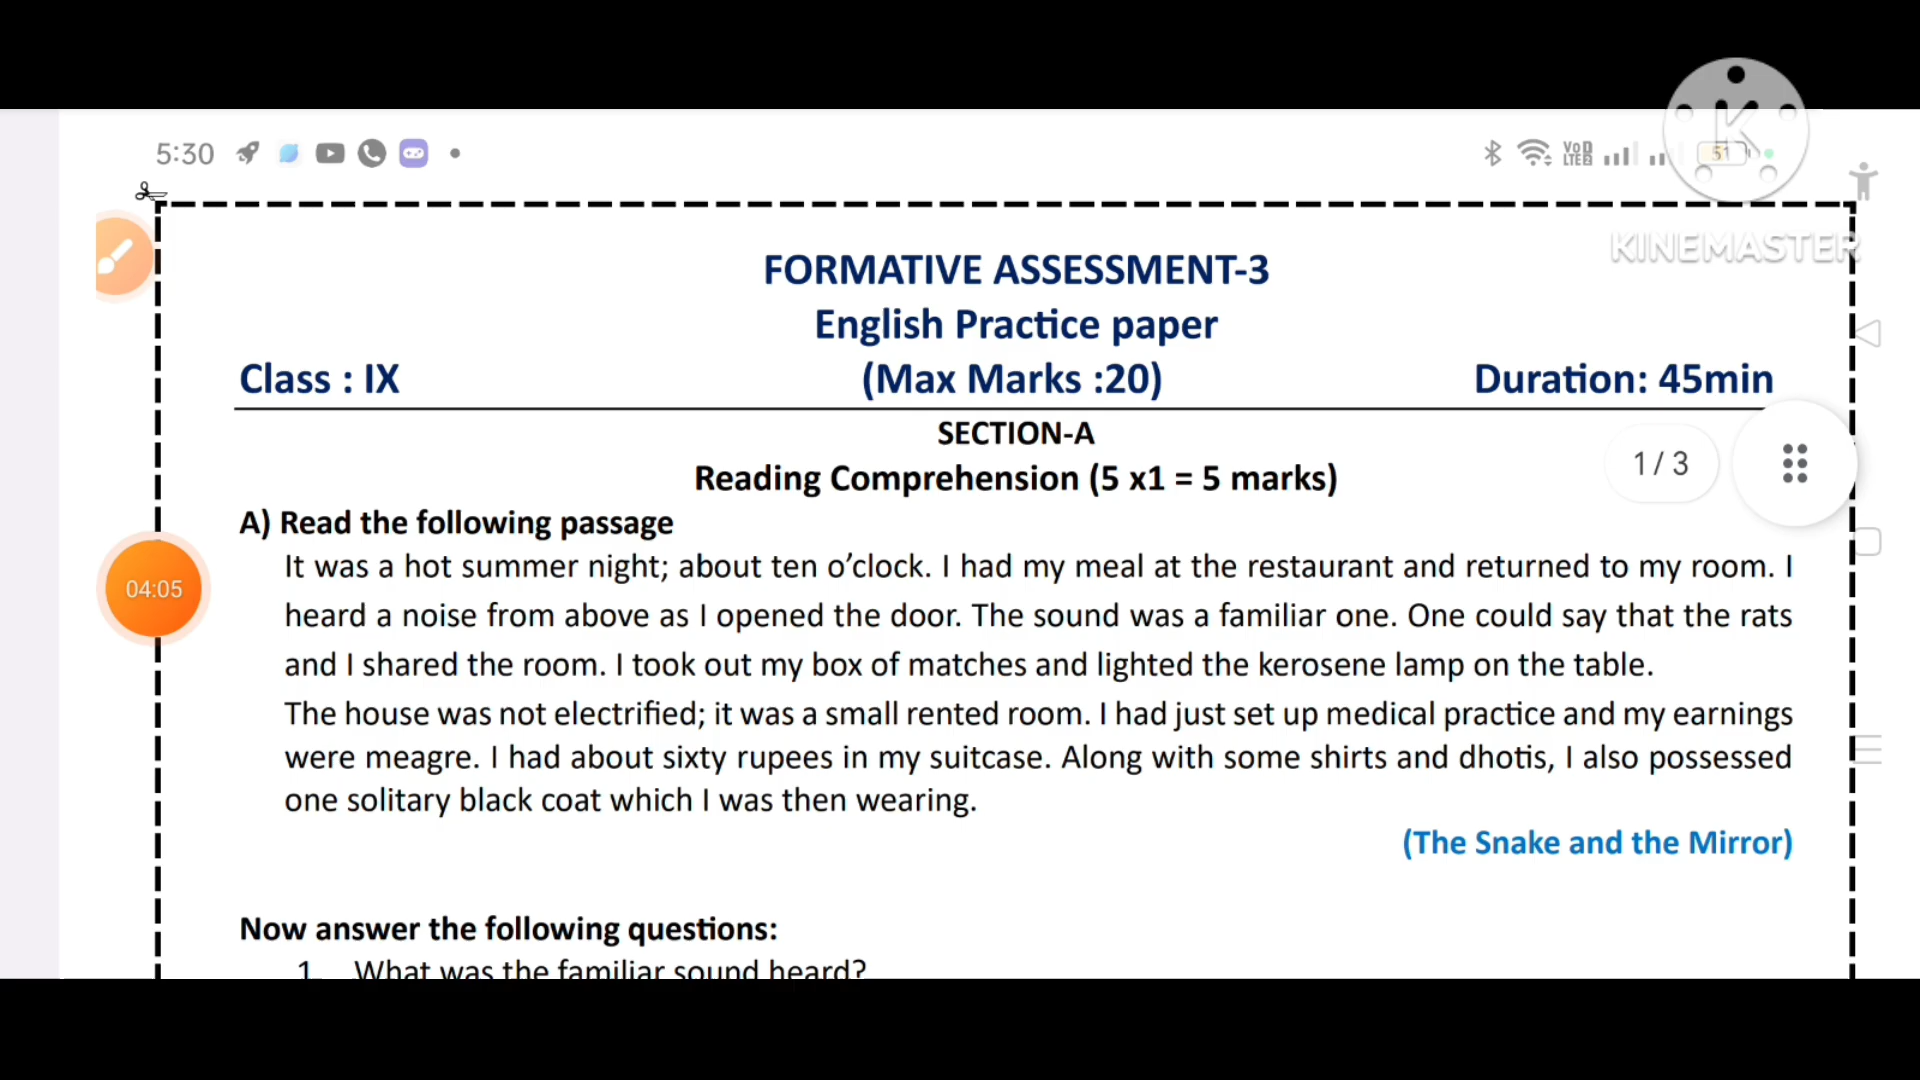 5:30
VoD LTE2
51
KINEMASTER
FORMATIVE ASSESSMENT-3
English Practice paper
Class : IX (Max Marks :20) Duration: 45min
SECTION-A
Reading Comprehension (5 x1 = 5 marks)
1 / 3
A) Read the following passage
It was a hot summer night; about ten o’clock. I had my meal at the restaurant and returned to my room. I
heard a noise from above as I opened the door. The sound was a familiar one. One could say that the rats
04:05
and I shared the room. I took out my box of matches and lighted the kerosene lamp on the table.
The house was not electrified; it was a small rented room. I had just set up medical practice and my earnings
were meagre. I had about sixty rupees in my suitcase. Along with some shirts and dhotis, I also possessed
one solitary black coat which I was then wearing.
(The Snake and the Mirror)
Now answer the following questions:
1. What was the familiar sound heard?